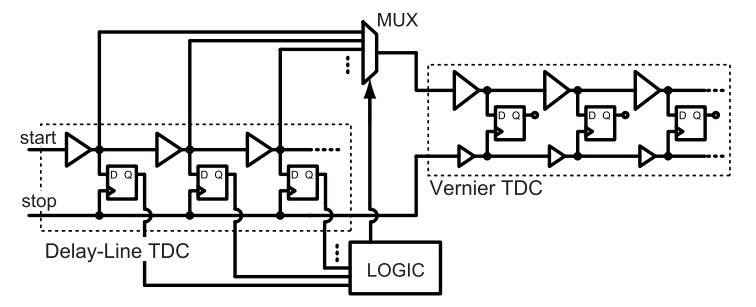 MUX
start
D Q
D Q
D Q
stop
Delay-Line TDC
D Q
D Q
D Q
Vernier TDC
LOGIC